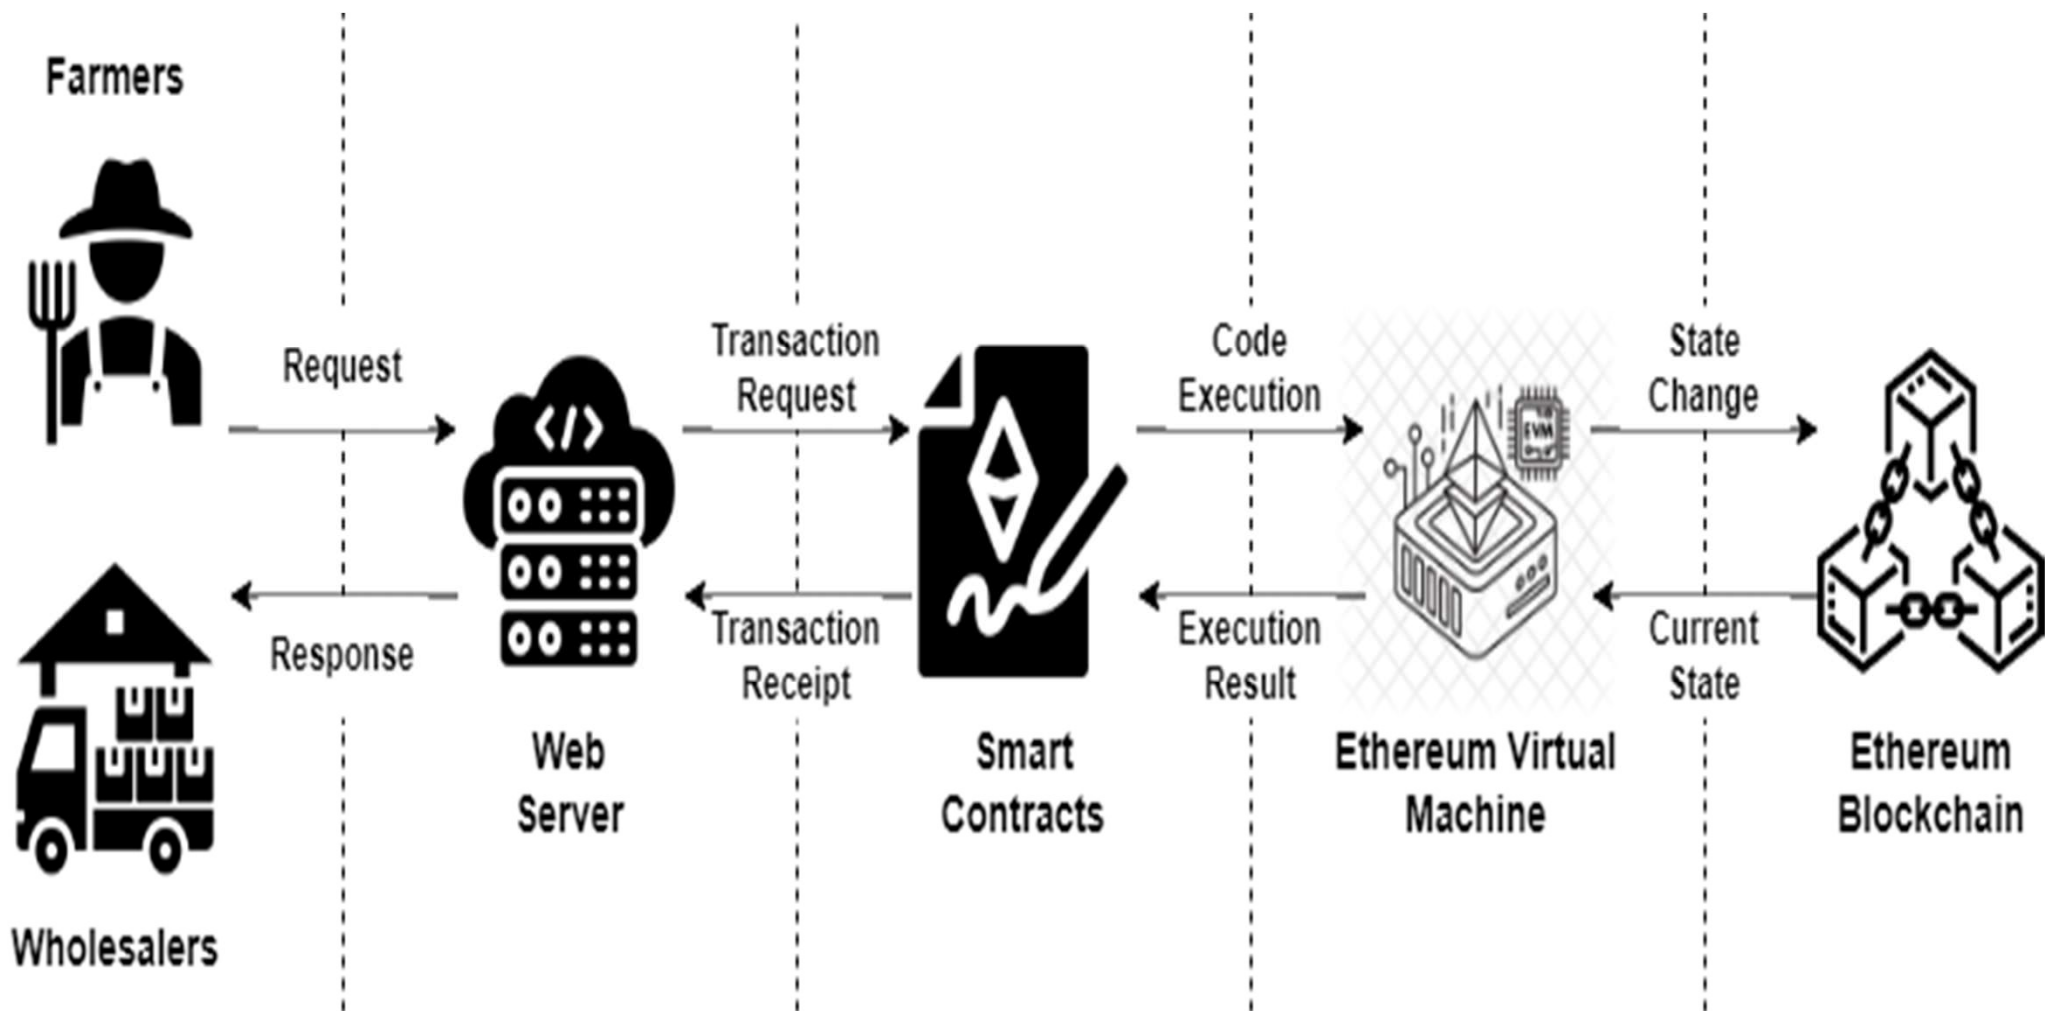 Farmers
Wholesalers
Request
Response
Web
Server
Transaction
Request
Transaction
Receipt
Smart
Contracts
Code
Execution
Execution
Result
EVM
Ethereum Virtual
Machine
State
Change
Current
State
Ethereum
Blockchain